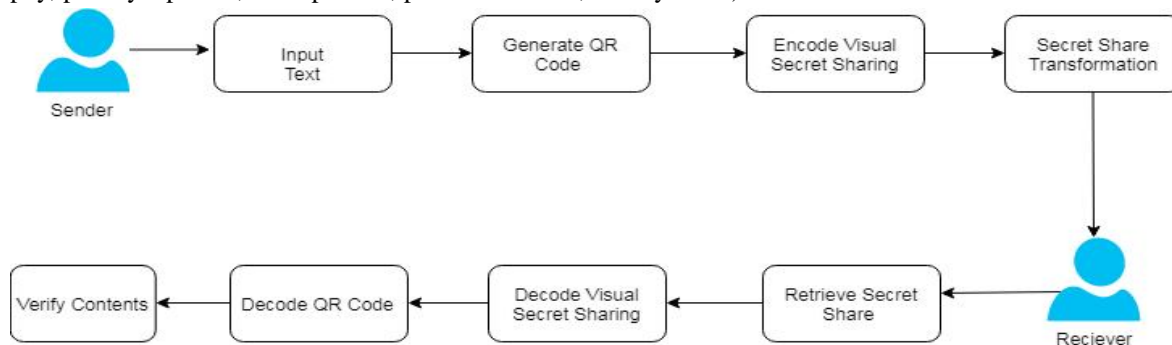 Input
Text
Generate QR
Code
Encode Visual
Secret Sharing
Secret Share
Transformation
Sender
Verify Contents
Decode QR Code
Decode Visual
Secret Sharing
Retrieve Secret
Share
Reciever